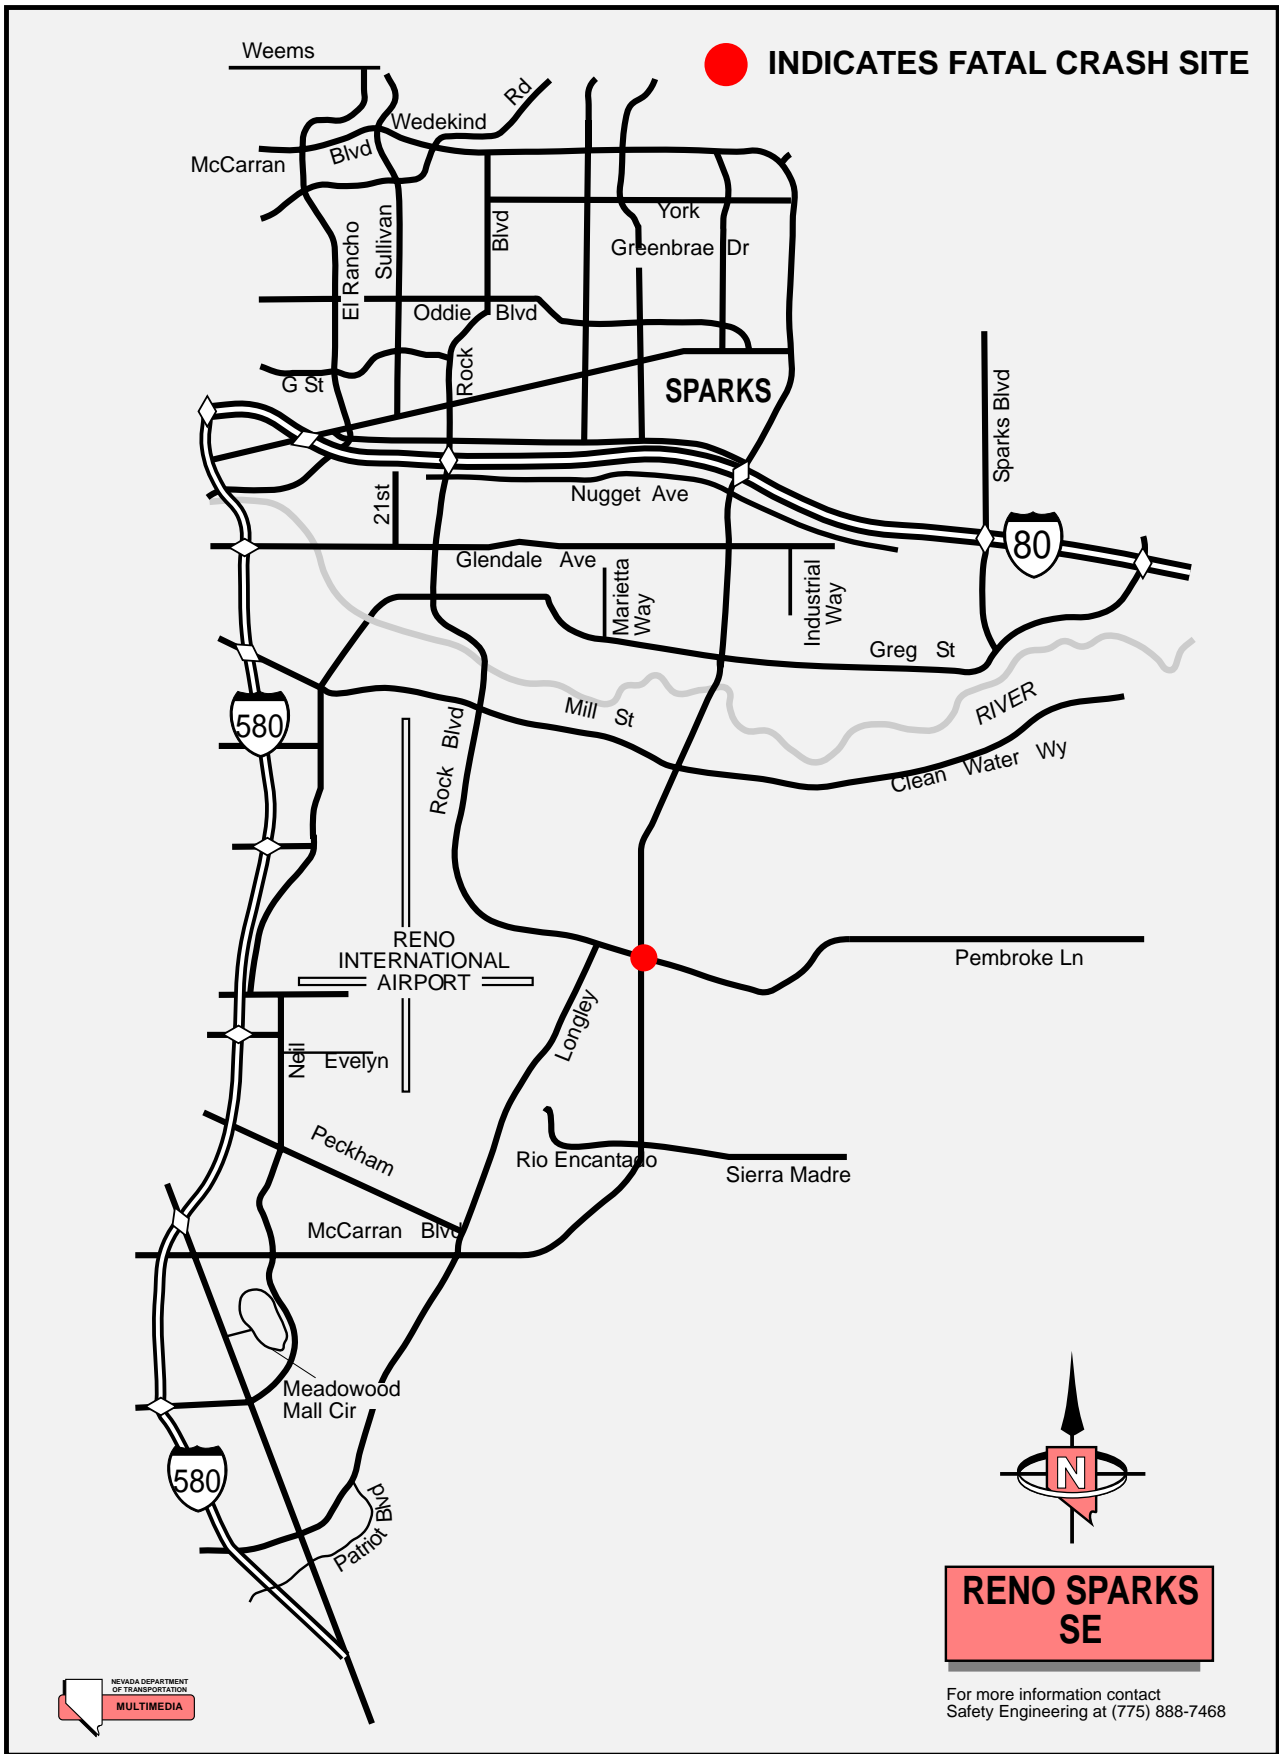 Weems
INDICATES FATAL CRASH SITE
Rd
Wedekind
Blvd
McCarran
York
Blvd
Sullivan
El Rancho
Greenbrae Dr
Oddie Blvd
Rock
G St
SPARKS
Sparks Blvd
21st
Nugget Ave
80
Glendale Ave
Marietta
Way
Industrial
Way
Greg St
RIVER
Mill St
580
Rock Blvd
Clean Water Wy
RENO
INTERNATIONAL
AIRPORT
Pembroke Ln
Longley
Neil
Evelyn
Peckham
Rio Encantado
Sierra Madre
McCarran Blvd
Meadowood
Mall Cir
580
Patriot Blvd
N
RENO SPARKS
SE
NEVADA DEPARTMENT
OF TRANSPORTATION
MULTIMEDIA
For more information contact
Safety Engineering at (775) 888-7468